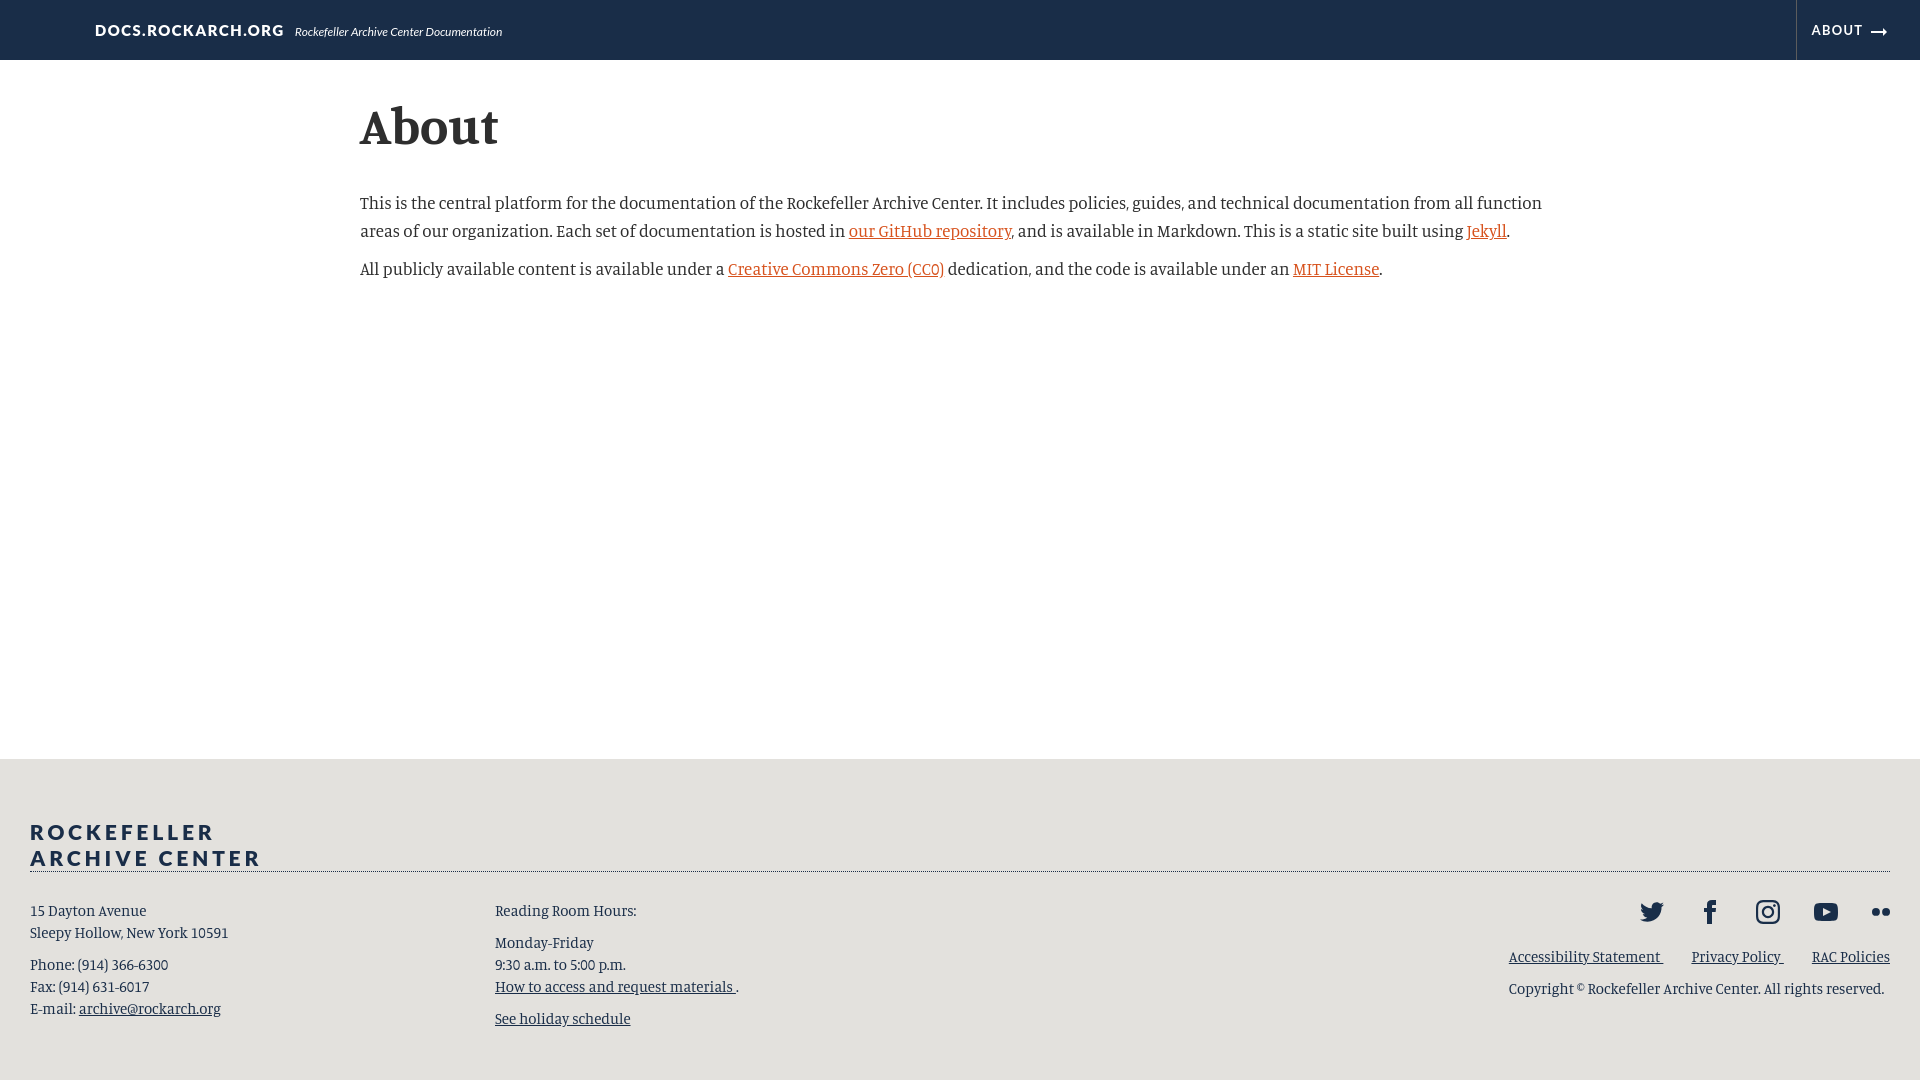 DOCS.ROCKARCH.ORG Rockefeller Archive Center Documentation
ABOUT
About
This is the central platform for the documentation of the Rockefeller Archive Center. It includes policies, guides, and technical documentation from all function
areas of our organization. Each set of documentation is hosted in our GitHub repository, and is available in Markdown. This is a static site built using Jekyll.
All publicly available content is available under a Creative Commons Zero (CC0) dedication, and the code is available under an MIT License.
ROCKEFELLER
ARCHIVE CENTER
15 Dayton Avenue
Sleepy Hollow, New York 10591
Phone: (914) 366-6300
Fax: (914) 631-6017
E-mail: archive@rockarch.org
Reading Room Hours:
Monday-Friday
9:30 a.m. to 5:00 p.m.
How to access and request materials .
See holiday schedule
Accessibility Statement Privacy Policy RAC Policies
Copyright © Rockefeller Archive Center. All rights reserved.